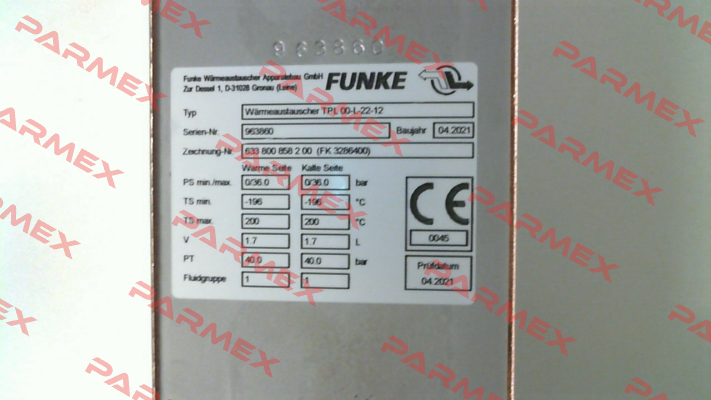 963860
Funke Wärmeaustauscher Apparatebau GmbH
Zur Dessel 1, D-31028 Gronau (Leine)
FUNKE
Typ Wärmeaustauscher TPL 00-L-22-12
Serien-Nr. 963860 Baujahr 04.2021
Zeichnung-Nr. 633 800 858 2 00 (FK 3286400)
Warme Seite Kalte Seite
PS min./max. 0/36.0 0/36.0 bar
TS min. -196 -196 °C
TS max. 200 200 °C
V 1.7 1.7 L
PT 40.0 40.0 bar
Fluidgruppe 1 1
CE
0045
Prüfdatum
04.2021
PARMEX
PARMEX
PARMEX
PARMEX
PARMEX
PARMEX
PARMEX
PARMEX
PARMEX
PARMEX